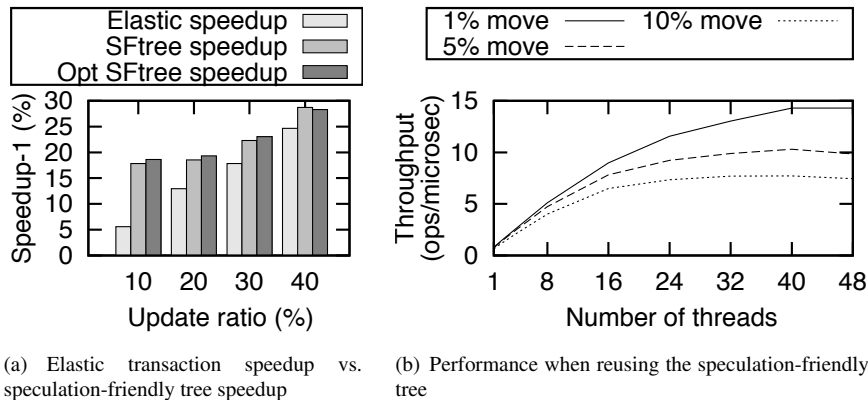 Elastic speedup
SFtree speedup
Opt SFtree speedup
30
25
20
15
10
5
0
Speedup-1 (%)
10 20 30 40
Update ratio (%)
(a) Elastic transaction speedup vs.
speculation-friendly tree speedup
1% move 10% move
5% move
15
10
5
0
Throughput
(ops/microsec)
1 8 16 24 32 40 48
Number of threads
(b) Performance when reusing the speculation-friendly
tree